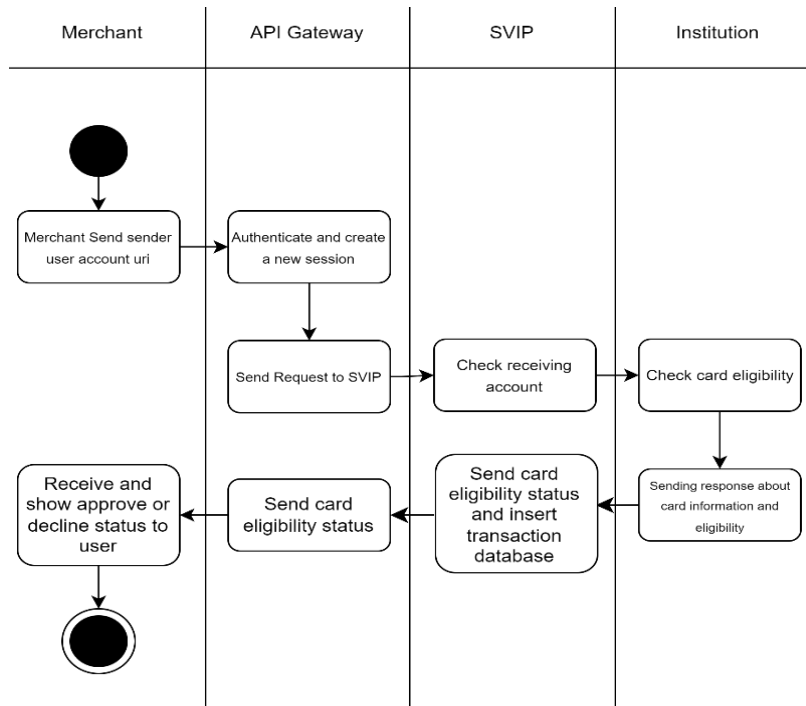 Merchant
API Gateway
SVIP
Institution
Merchant Send sender
user account uri
Authenticate and create
a new session
Send Request to SVIP
Check receiving
account
Check card eligibility
Receive and
show approve or
decline status to
user
Send card
eligibility status
Send card
eligibility status
and insert
transaction
database
Sending response about
card information and
eligibility